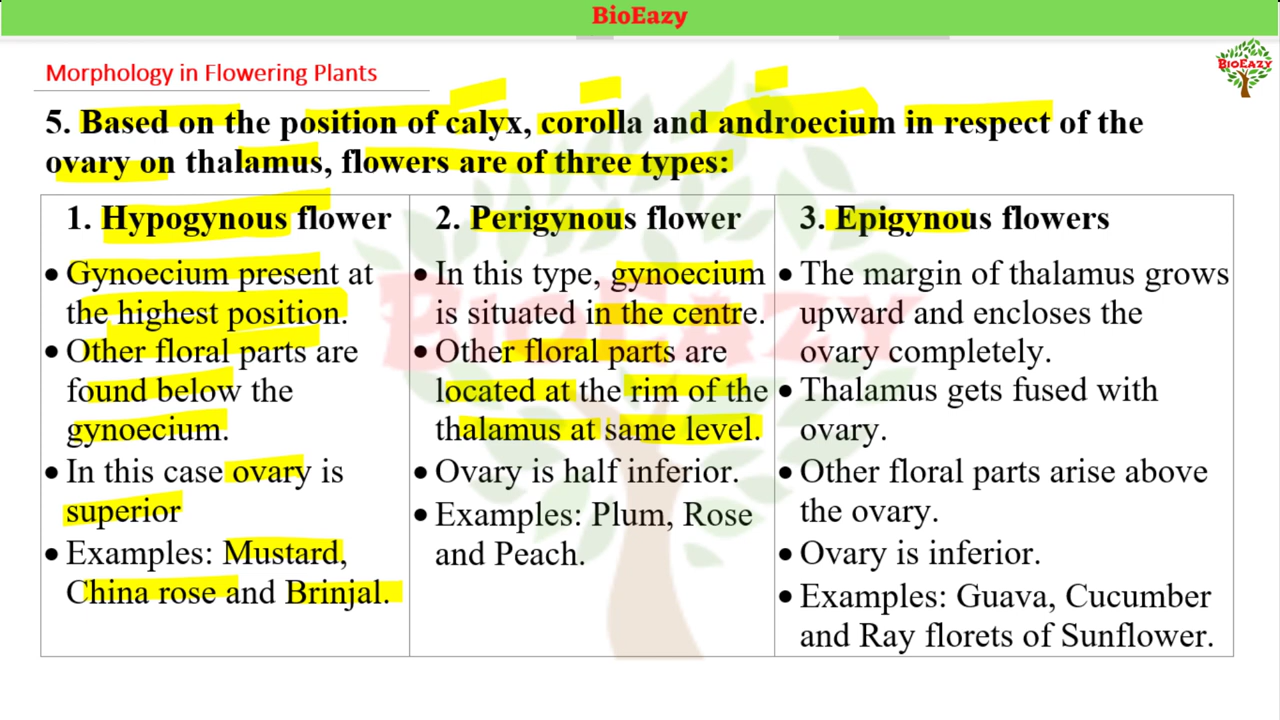 BioEazy
BIOEAZY
Morphology in Flowering Plants
5. Based on the position of calyx, corolla and androecium in respect of the
ovary on thalamus, flowers are of three types:
1. Hypogynous flower
• Gynoecium present at
the highest position.
• Other floral parts are
found below the
gynoecium.
• In this case ovary is
superior
• Examples: Mustard,
China rose and Brinjal.
2. Perigynous flower
• In this type, gynoecium
is situated in the centre.
• Other floral parts are
located at the rim of the
thalamus at same level.
• Ovary is half inferior.
• Examples: Plum, Rose
and Peach.
3. Epigynous flowers
• The margin of thalamus grows
upward and encloses the
ovary completely.
• Thalamus gets fused with
ovary.
• Other floral parts arise above
the ovary.
• Ovary is inferior.
• Examples: Guava, Cucumber
and Ray florets of Sunflower.
BIOEAZY